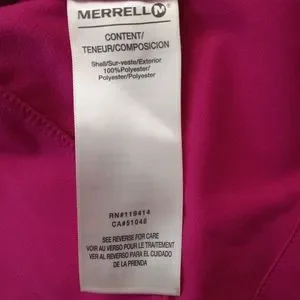 MERRELL
CONTENT/
TENEUR/COMPOSICION
Shell/Sur-veste/Exterior
100%Polyester/
Polyester/Polyester
RN#119414
CA#51048
SEE REVERSE FOR CARE
VOIR AU VERSO POUR LE TRAITEMENT
VER AL REVERSO PARA EL CUIDADO
DE LA PRENDA